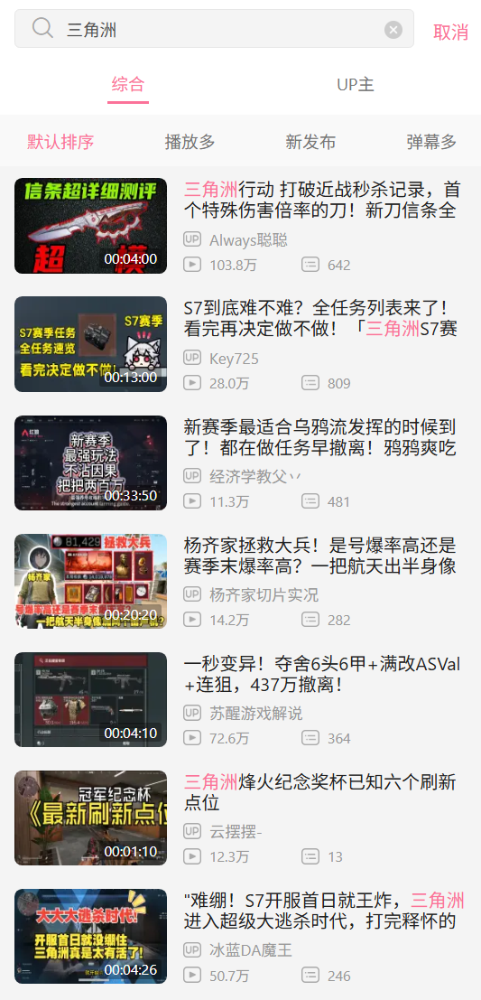 三角洲
取消
综合
UP主
默认排序
播放多
新发布
弹幕多
信条超详细测评
超 模
00:04:00
三角洲行动 打破近战秒杀记录，首
个特殊伤害倍率的刀！新刀信条全
UP Always聪聪
103.8万
642
S7赛季任务
全任务速览
S7赛季
看完决定做不做！
00:13:00
S7到底难不难？全任务列表来了！
看完再决定做不做！「三角洲S7赛
UP Key725
28.0万
809
新赛季
最强玩法
不沾因果
把把两百万
00:33:50
新赛季最适合乌鸦流发挥的时候到
了！都在做任务早撤离！鸦鸦爽吃
UP 经济学教父丷
11.3万
481
81,429
拯救大兵
杨齐家
00:20:20
杨齐家拯救大兵！是号爆率高还是
赛季末爆率高？一把航天出半身像
UP 杨齐家切片实况
14.2万
282
00:04:10
一秒变异！夺舍6头6甲+满改ASVal
+连狙，437万撤离！
UP 苏醒游戏解说
72.6万
364
冠军纪念杯
《最新刷新点位
00:01:10
三角洲烽火纪念奖杯已知六个刷新
点位
UP 云摆摆-
12.3万
13
大大大逃杀时代！
开服首日就没绷住
三角洲真是太有活了！
00:04:26
"难绷！S7开服首日就王炸，三角洲
进入超级大逃杀时代，打完释怀的
UP 冰蓝DA魔王
50.7万
246